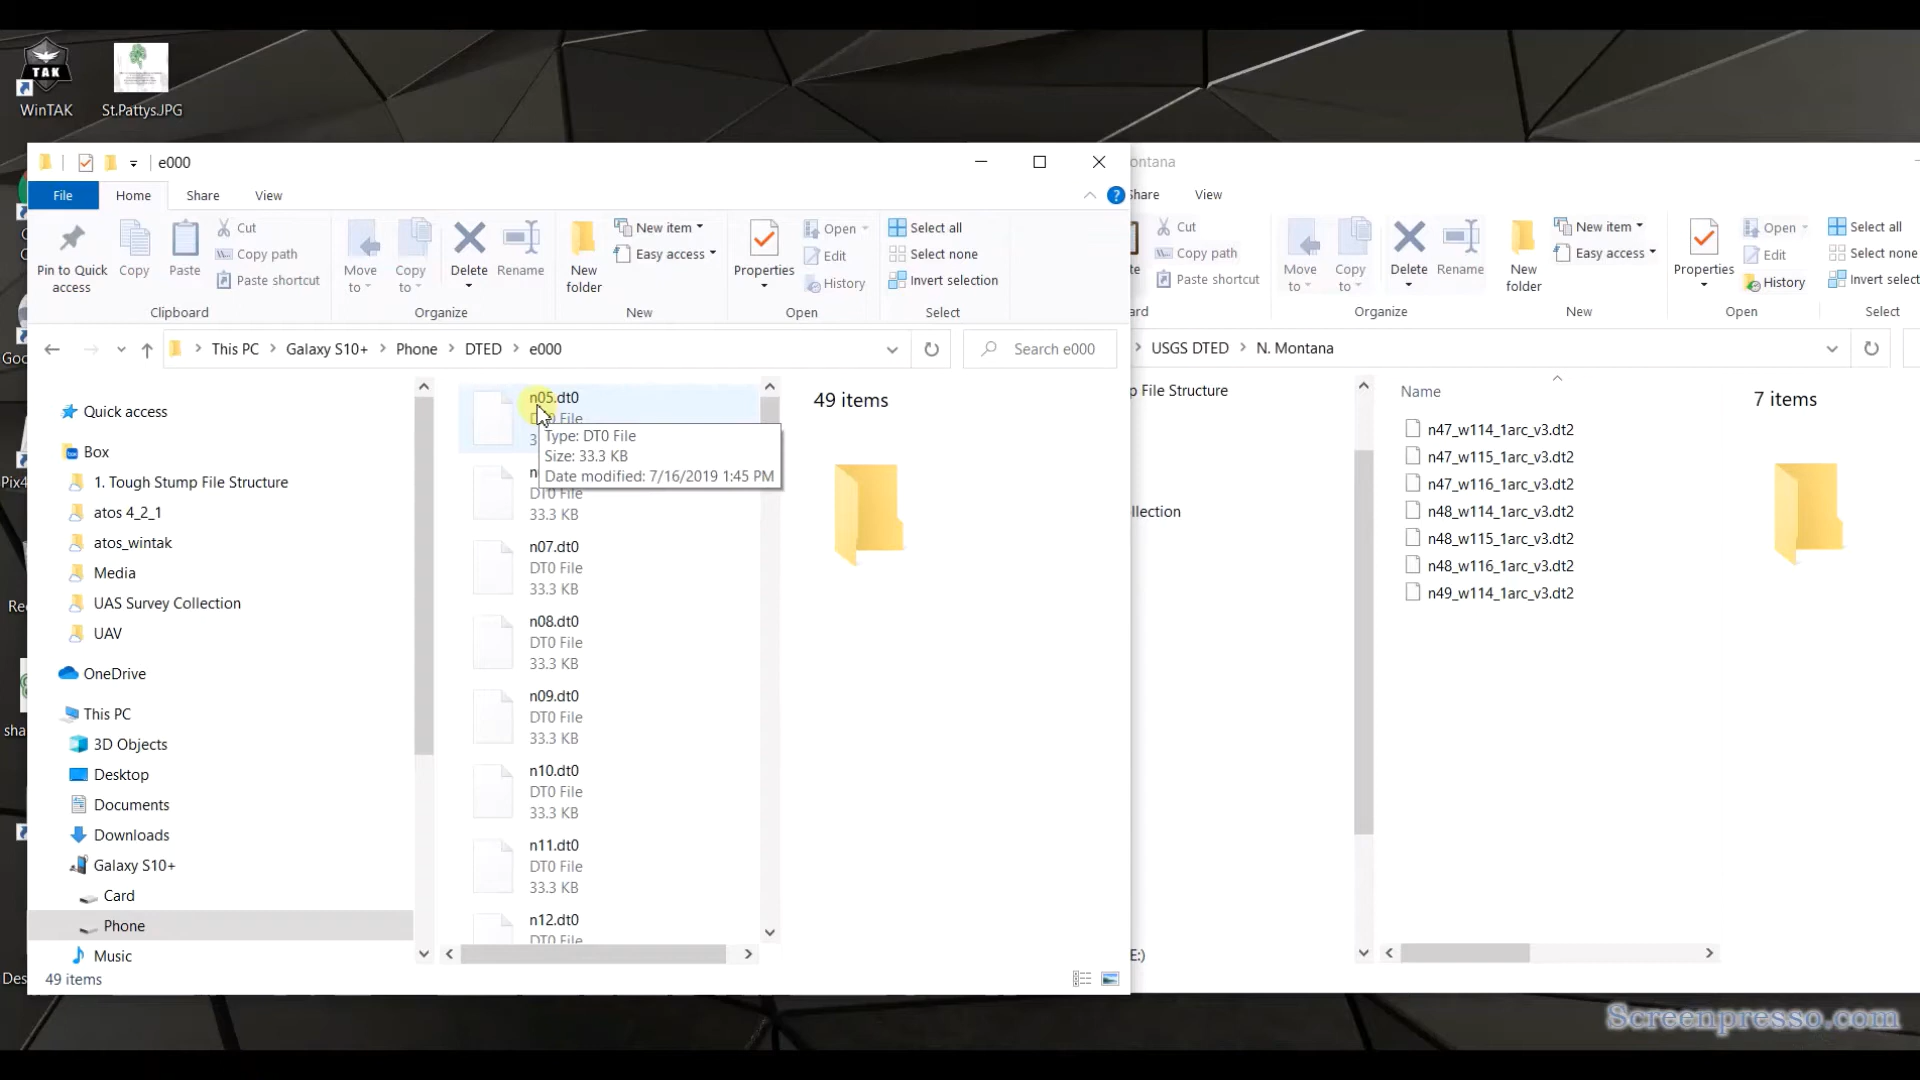 WinTAK
St.Pattys.JPG
e000
File
Home
Share
View
Pin to Quick access
Copy
Paste
Cut
Copy path
Paste shortcut
Clipboard
Move to
Copy to
Delete
Rename
Organize
New folder
New item
Easy access
New
Properties
Open
Edit
History
Open
Select all
Select none
Invert selection
Select
This PC > Galaxy S10+ > Phone > DTED > e000
Search e000
Quick access
Box
1. Tough Stump File Structure
atos 4_2_1
atos_wintak
Media
UAS Survey Collection
UAV
OneDrive
This PC
3D Objects
Desktop
Documents
Downloads
Galaxy S10+
Card
Phone
Music
n05.dt0
Type: DT0 File
Size: 33.3 KB
Date modified: 7/16/2019 1:45 PM
DT0 File
33.3 KB
n07.dt0
DT0 File
33.3 KB
n08.dt0
DT0 File
33.3 KB
n09.dt0
DT0 File
33.3 KB
n10.dt0
DT0 File
33.3 KB
n11.dt0
DT0 File
33.3 KB
n12.dt0
DT0 File
49 items
49 items
ontana
Share
View
Cut
Copy path
Paste shortcut
Move to
Copy to
Delete
Rename
Organize
New folder
New item
Easy access
New
Properties
Open
Edit
History
Open
Select all
Select none
Invert select
Select
USGS DTED > N. Montana
p File Structure
llection
E:)
Name
n47_w114_1arc_v3.dt2
n47_w115_1arc_v3.dt2
n47_w116_1arc_v3.dt2
n48_w114_1arc_v3.dt2
n48_w115_1arc_v3.dt2
n48_w116_1arc_v3.dt2
n49_w114_1arc_v3.dt2
7 items
Goo
Pix4
Rec
sha
Des
Screenpresso.com